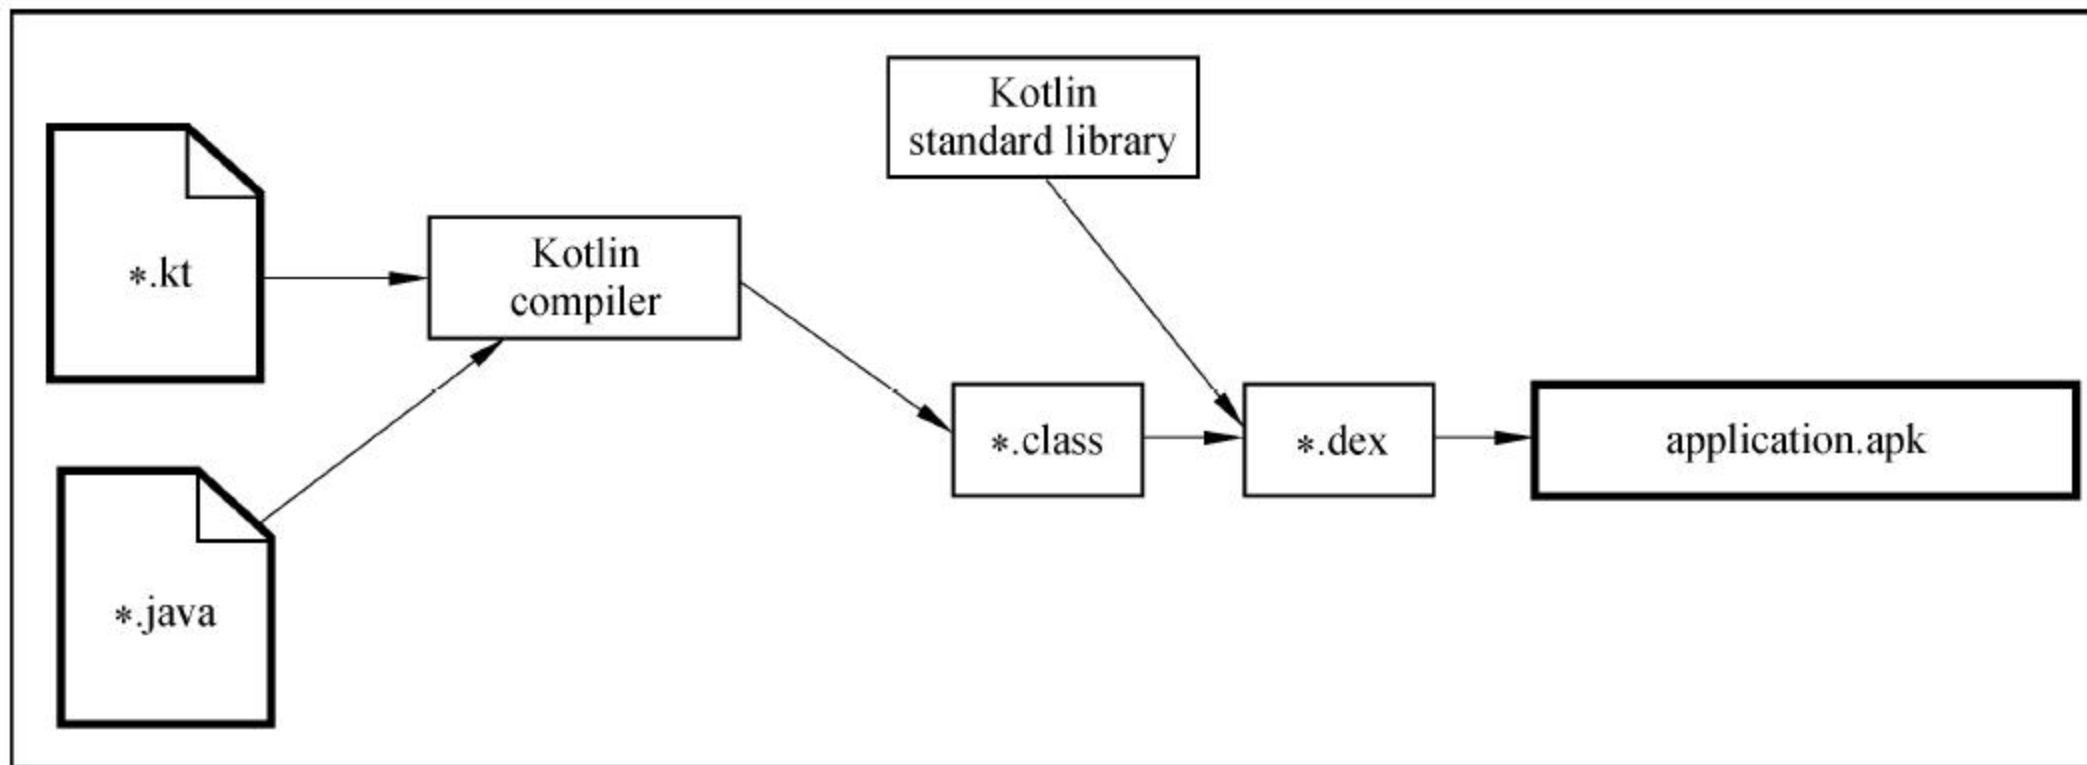 Kotlin
standard library
*.kt
Kotlin
compiler
*.class
*.dex
application.apk
*.java